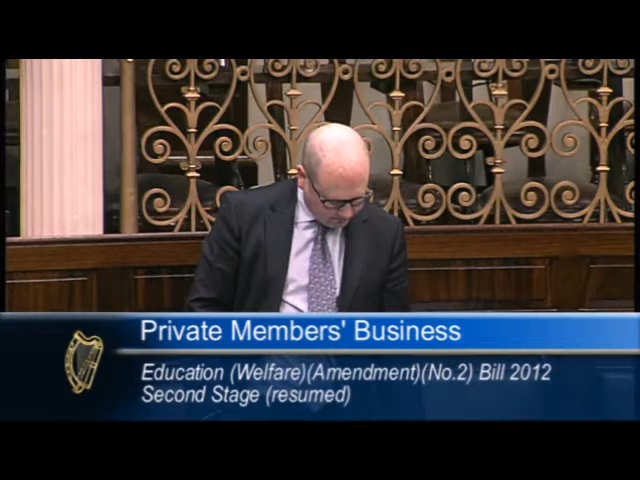 Private Members' Business
Education (Welfare)(Amendment)(No.2) Bill 2012
Second Stage (resumed)